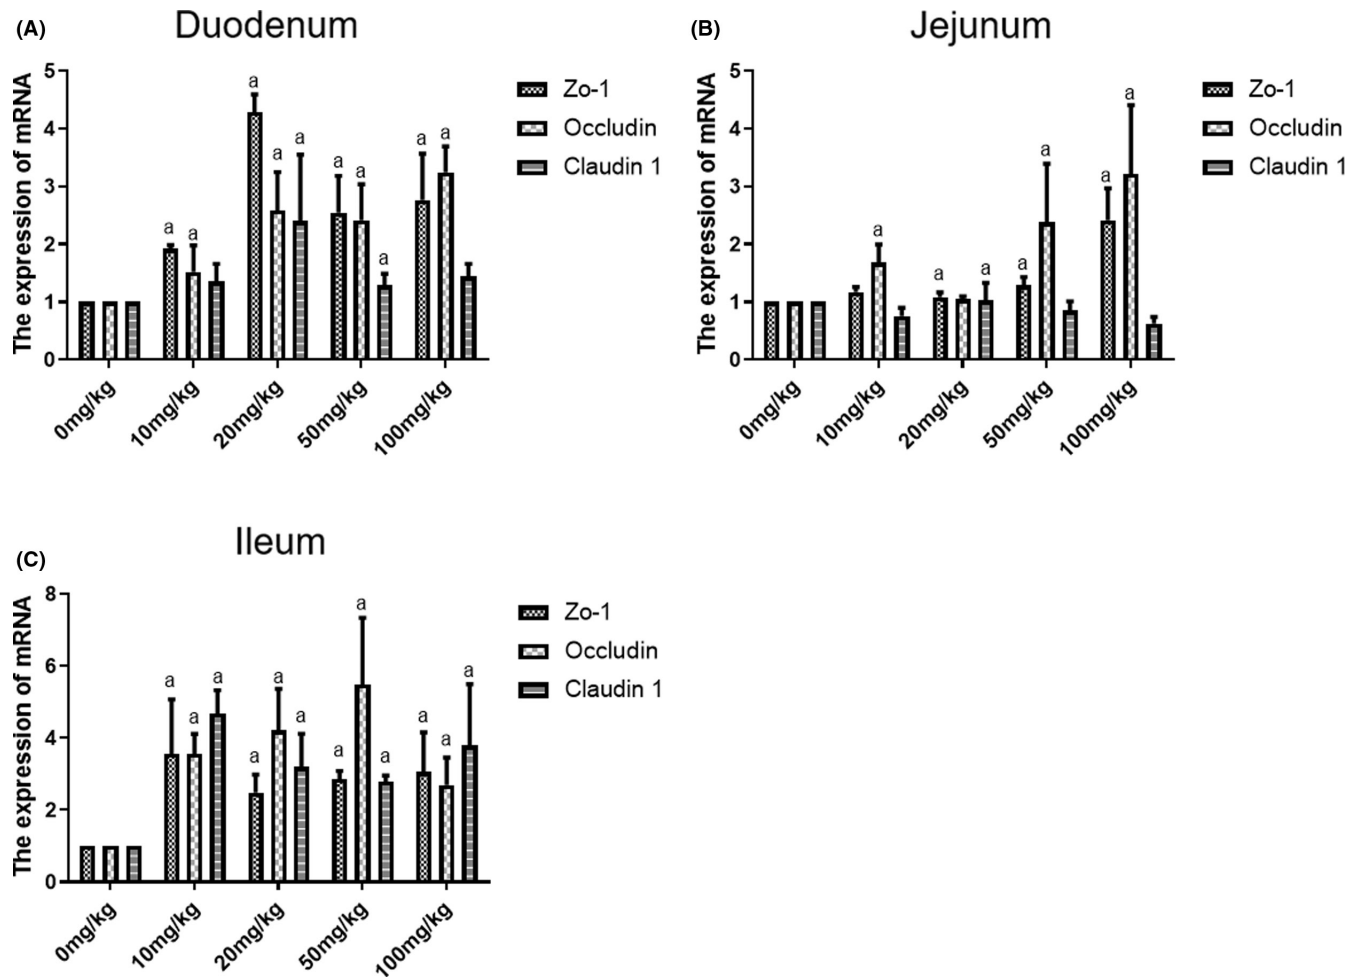 (A) Duodenum
The expression of mRNA
5
4
3
2
1
0
a
a
a
a
a
a
a
a
a
a
0mg/kg
10mg/kg
20mg/kg
50mg/kg
100mg/kg
Zo-1
Occludin
Claudin 1
(B) Jejunum
The expression of mRNA
5
4
3
2
1
0
a
a
a
a
a
a
a
0mg/kg
10mg/kg
20mg/kg
50mg/kg
100mg/kg
Zo-1
Occludin
Claudin 1
(C) Ileum
The expression of mRNA
8
6
4
2
0
a
a
a
a
a
a
a
a
a
a
a
a
0mg/kg
10mg/kg
20mg/kg
50mg/kg
100mg/kg
Zo-1
Occludin
Claudin 1